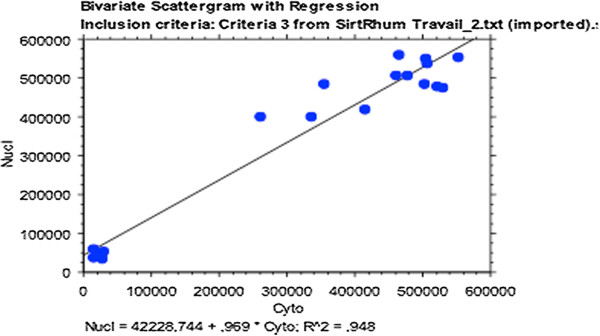 Bivariate Scattergram with Regression
Inclusion criteria: Criteria 3 from SirtRhum Travail_2.txt (imported).:
600000
500000
400000
300000
200000
100000
0
Nucl
0 100000 200000 300000 400000 500000 600000
Cyto
Nucl = 42228.744 + .969 * Cyto; R^2 = .948